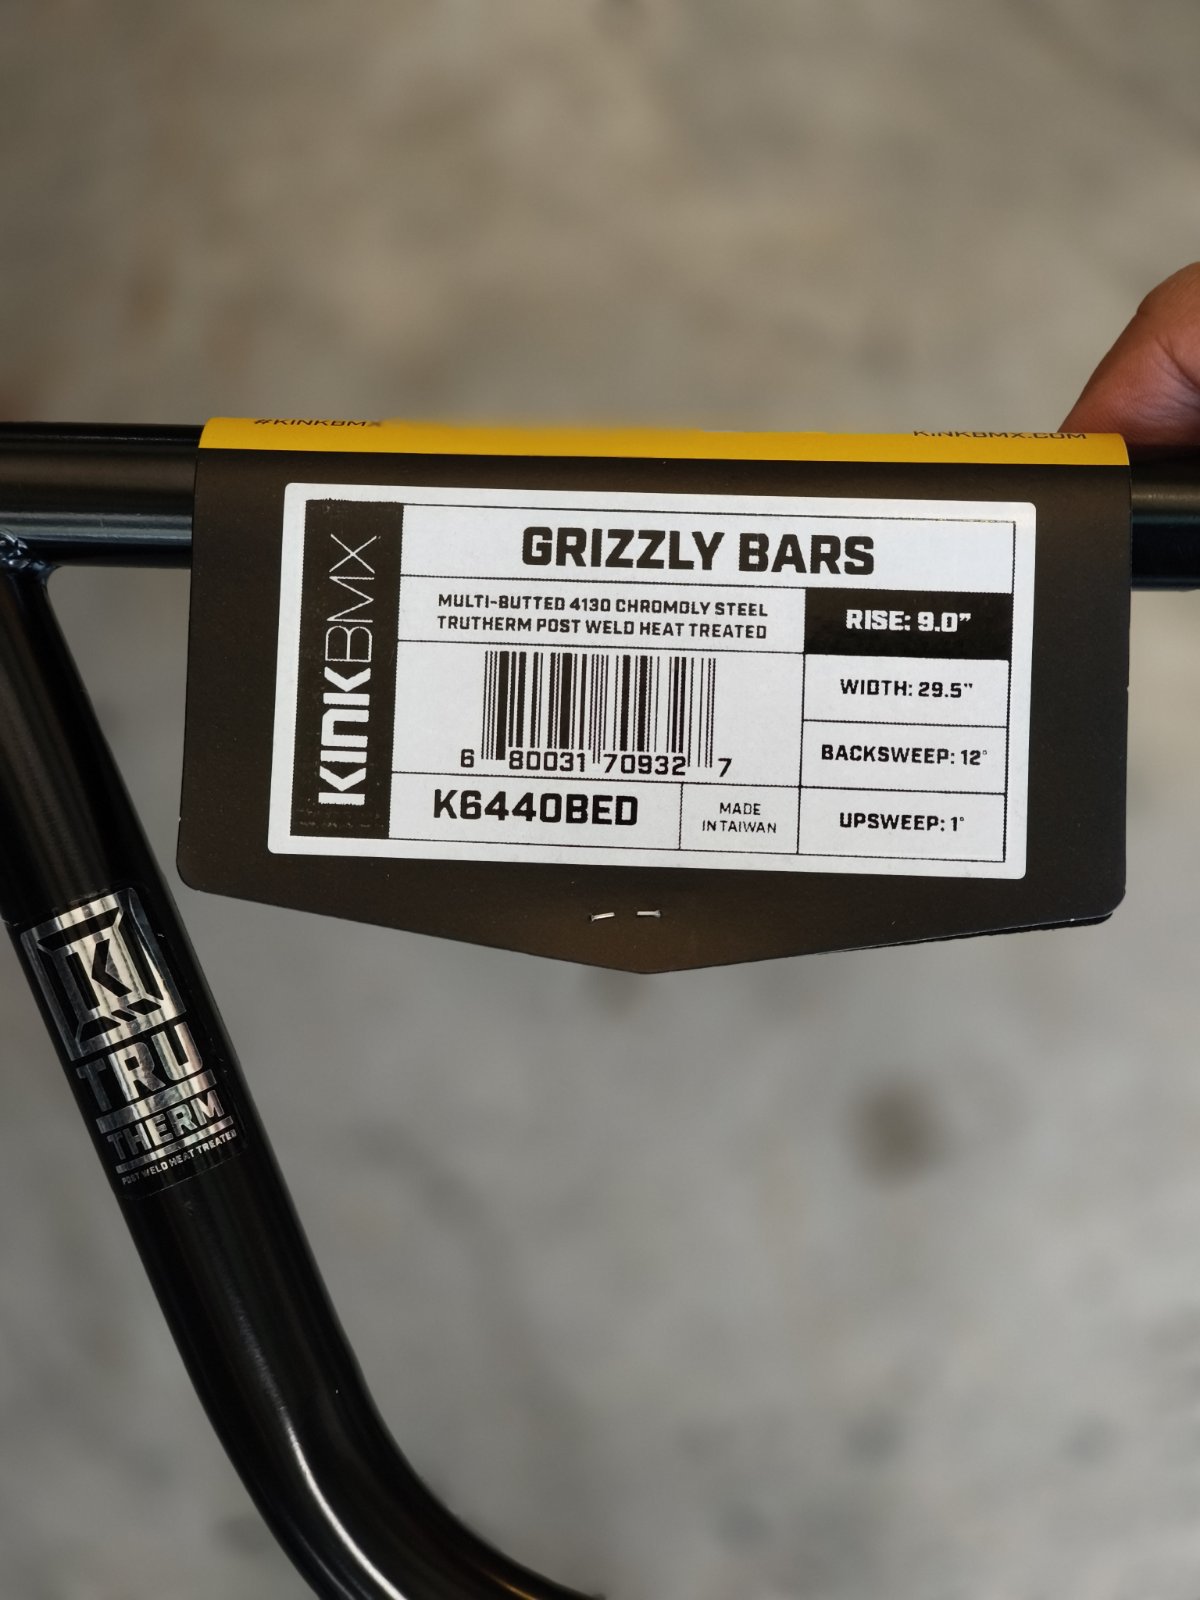 #KINKBMX
KINKBMX.COM
KINKBMX
GRIZZLY BARS
MULTI-BUTTED 4130 CHROMOLY STEEL
TRUTHERM POST WELD HEAT TREATED
RISE: 9.0"
WIDTH: 29.5"
BACKSWEEP: 12°
UPSWEEP: 1°
6 80031 70932 7
K6440BED
MADE
IN TAIWAN
K
TRU
THERM
POST WELD HEAT TREATED